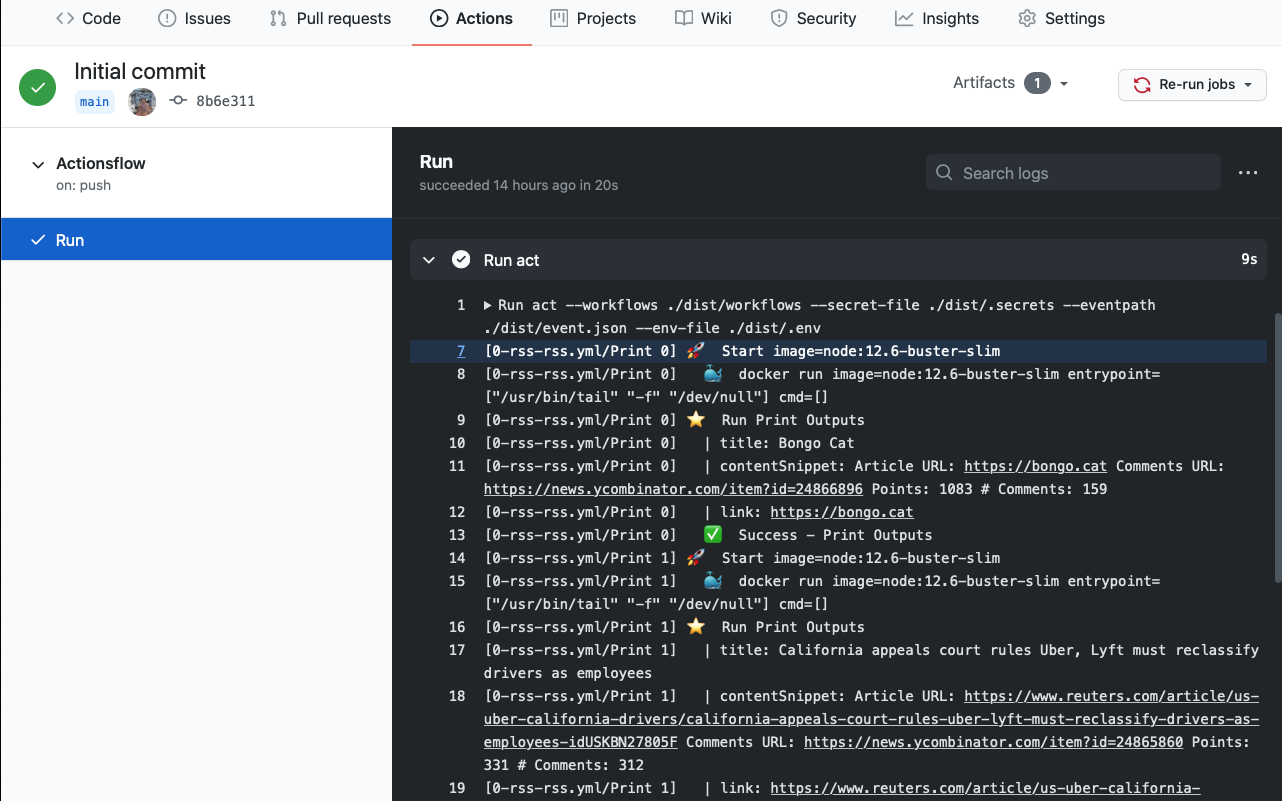 Code Issues Pull requests Actions Projects Wiki Security Insights Settings
Initial commit
main 8b6e311
Artifacts 1
Re-run jobs
Actionsflow
on: push
Run
Run
succeeded 14 hours ago in 20s
Search logs
Run act 9s
1 Run act --workflows ./dist/workflows --secret-file ./dist/.secrets --eventpath
./dist/event.json --env-file ./dist/.env
7 [0-rss-rss.yml/Print 0] 🚀 Start image=node:12.6-buster-slim
8 [0-rss-rss.yml/Print 0] 🐳 docker run image=node:12.6-buster-slim entrypoint=
["/usr/bin/tail" "-f" "/dev/null"] cmd=[]
9 [0-rss-rss.yml/Print 0] ⭐ Run Print Outputs
10 [0-rss-rss.yml/Print 0] | title: Bongo Cat
11 [0-rss-rss.yml/Print 0] | contentSnippet: Article URL: https://bongo.cat Comments URL:
https://news.ycombinator.com/item?id=24866896 Points: 1083 # Comments: 159
12 [0-rss-rss.yml/Print 0] | link: https://bongo.cat
13 [0-rss-rss.yml/Print 0] ✅ Success - Print Outputs
14 [0-rss-rss.yml/Print 1] 🚀 Start image=node:12.6-buster-slim
15 [0-rss-rss.yml/Print 1] 🐳 docker run image=node:12.6-buster-slim entrypoint=
["/usr/bin/tail" "-f" "/dev/null"] cmd=[]
16 [0-rss-rss.yml/Print 1] ⭐ Run Print Outputs
17 [0-rss-rss.yml/Print 1] | title: California appeals court rules Uber, Lyft must reclassify
drivers as employees
18 [0-rss-rss.yml/Print 1] | contentSnippet: Article URL: https://www.reuters.com/article/us-
uber-california-drivers/california-appeals-court-rules-uber-lyft-must-reclassify-drivers-as-
employees-idUSKBN27805F Comments URL: https://news.ycombinator.com/item?id=24865860 Points:
331 # Comments: 312
19 [0-rss-rss.yml/Print 1] | link: https://www.reuters.com/article/us-uber-california-